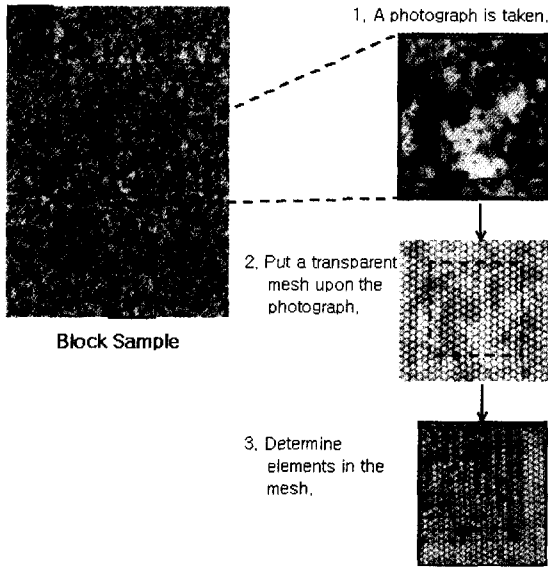 1. A photograph is taken.
2. Put a transparent
mesh upon the
photograph.
Block Sample
3. Determine
elements in the
mesh.